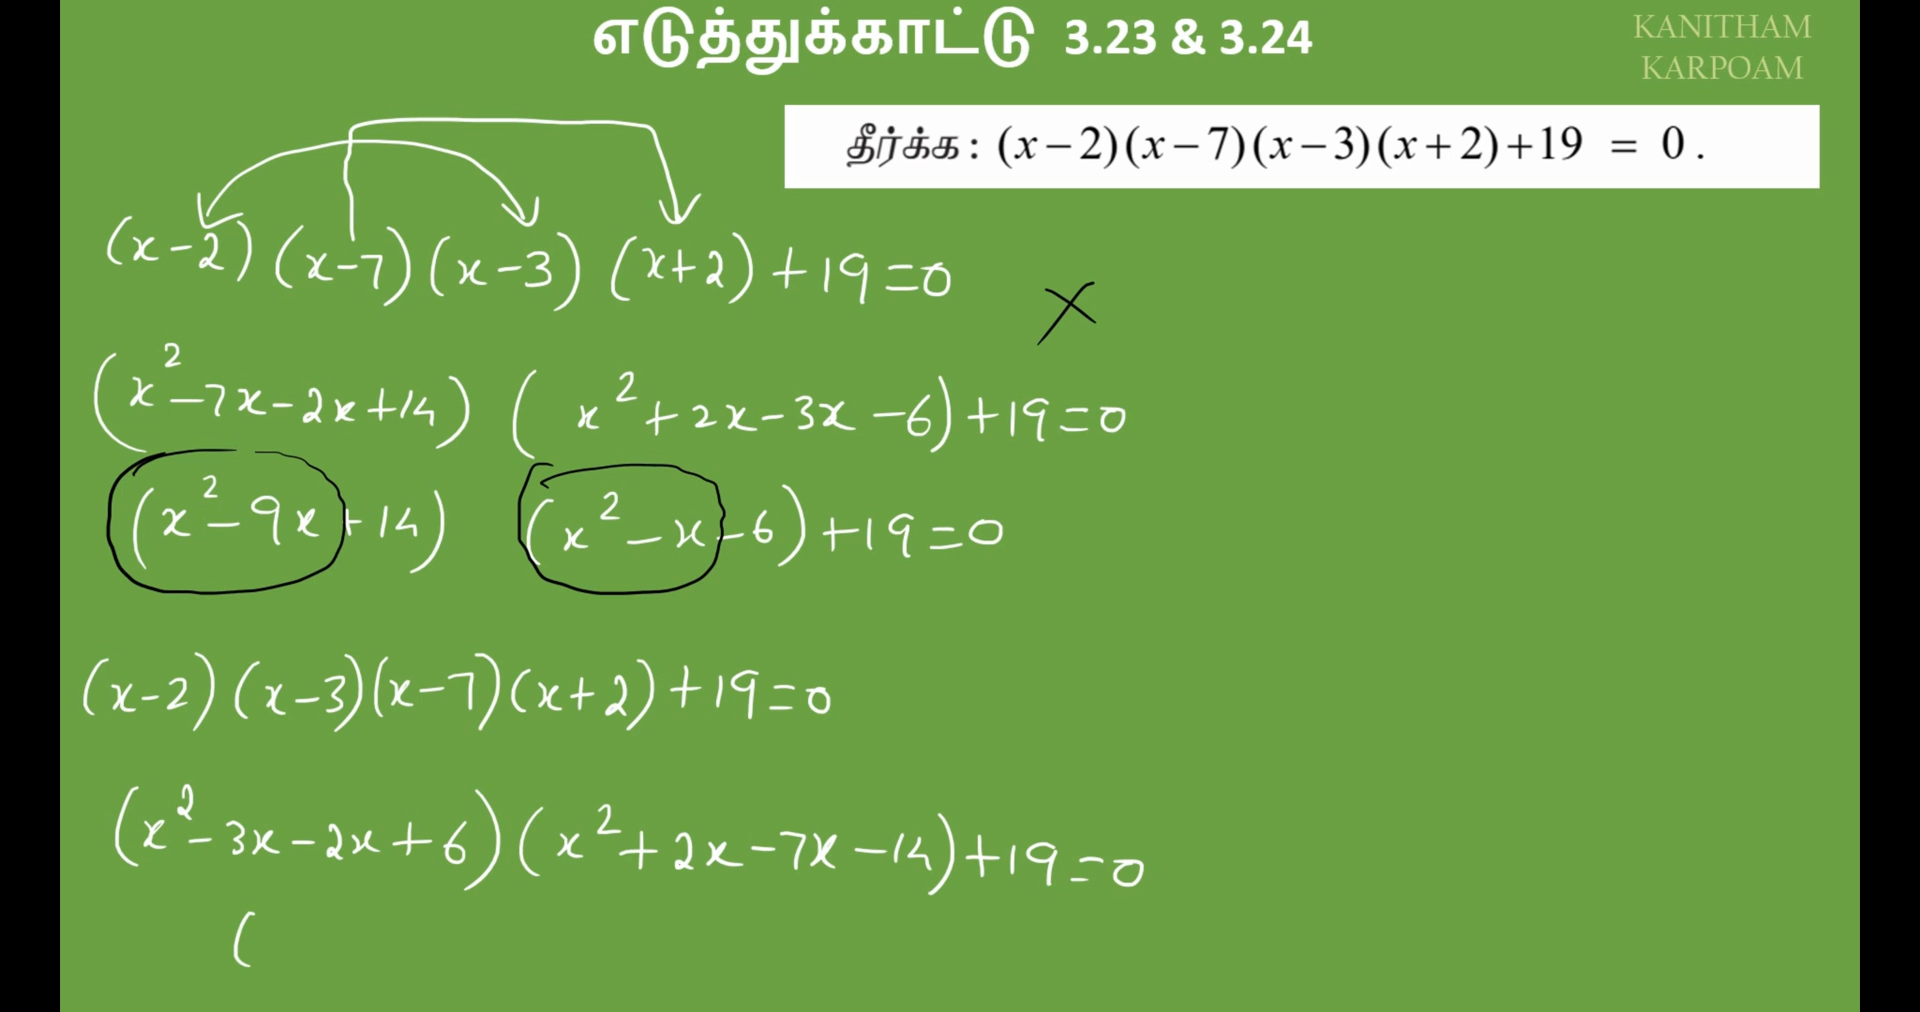 எடுத்துக்காட்டு 3.23 & 3.24
KANITHAM
KARPOAM
தீர்க்க : (x−2)(x−7)(x−3)(x+2)+19 = 0.
(x-2)(x-7)(x-3)(x+2)+19=0
(x²-7x-2x+14)(x²+2x-3x-6)+19=0
(x²-9x+14)(x²-x-6)+19=0
(x-2)(x-3)(x-7)(x+2)+19=0
(x²-3x-2x+6)(x²+2x-7x-14)+19=0
(